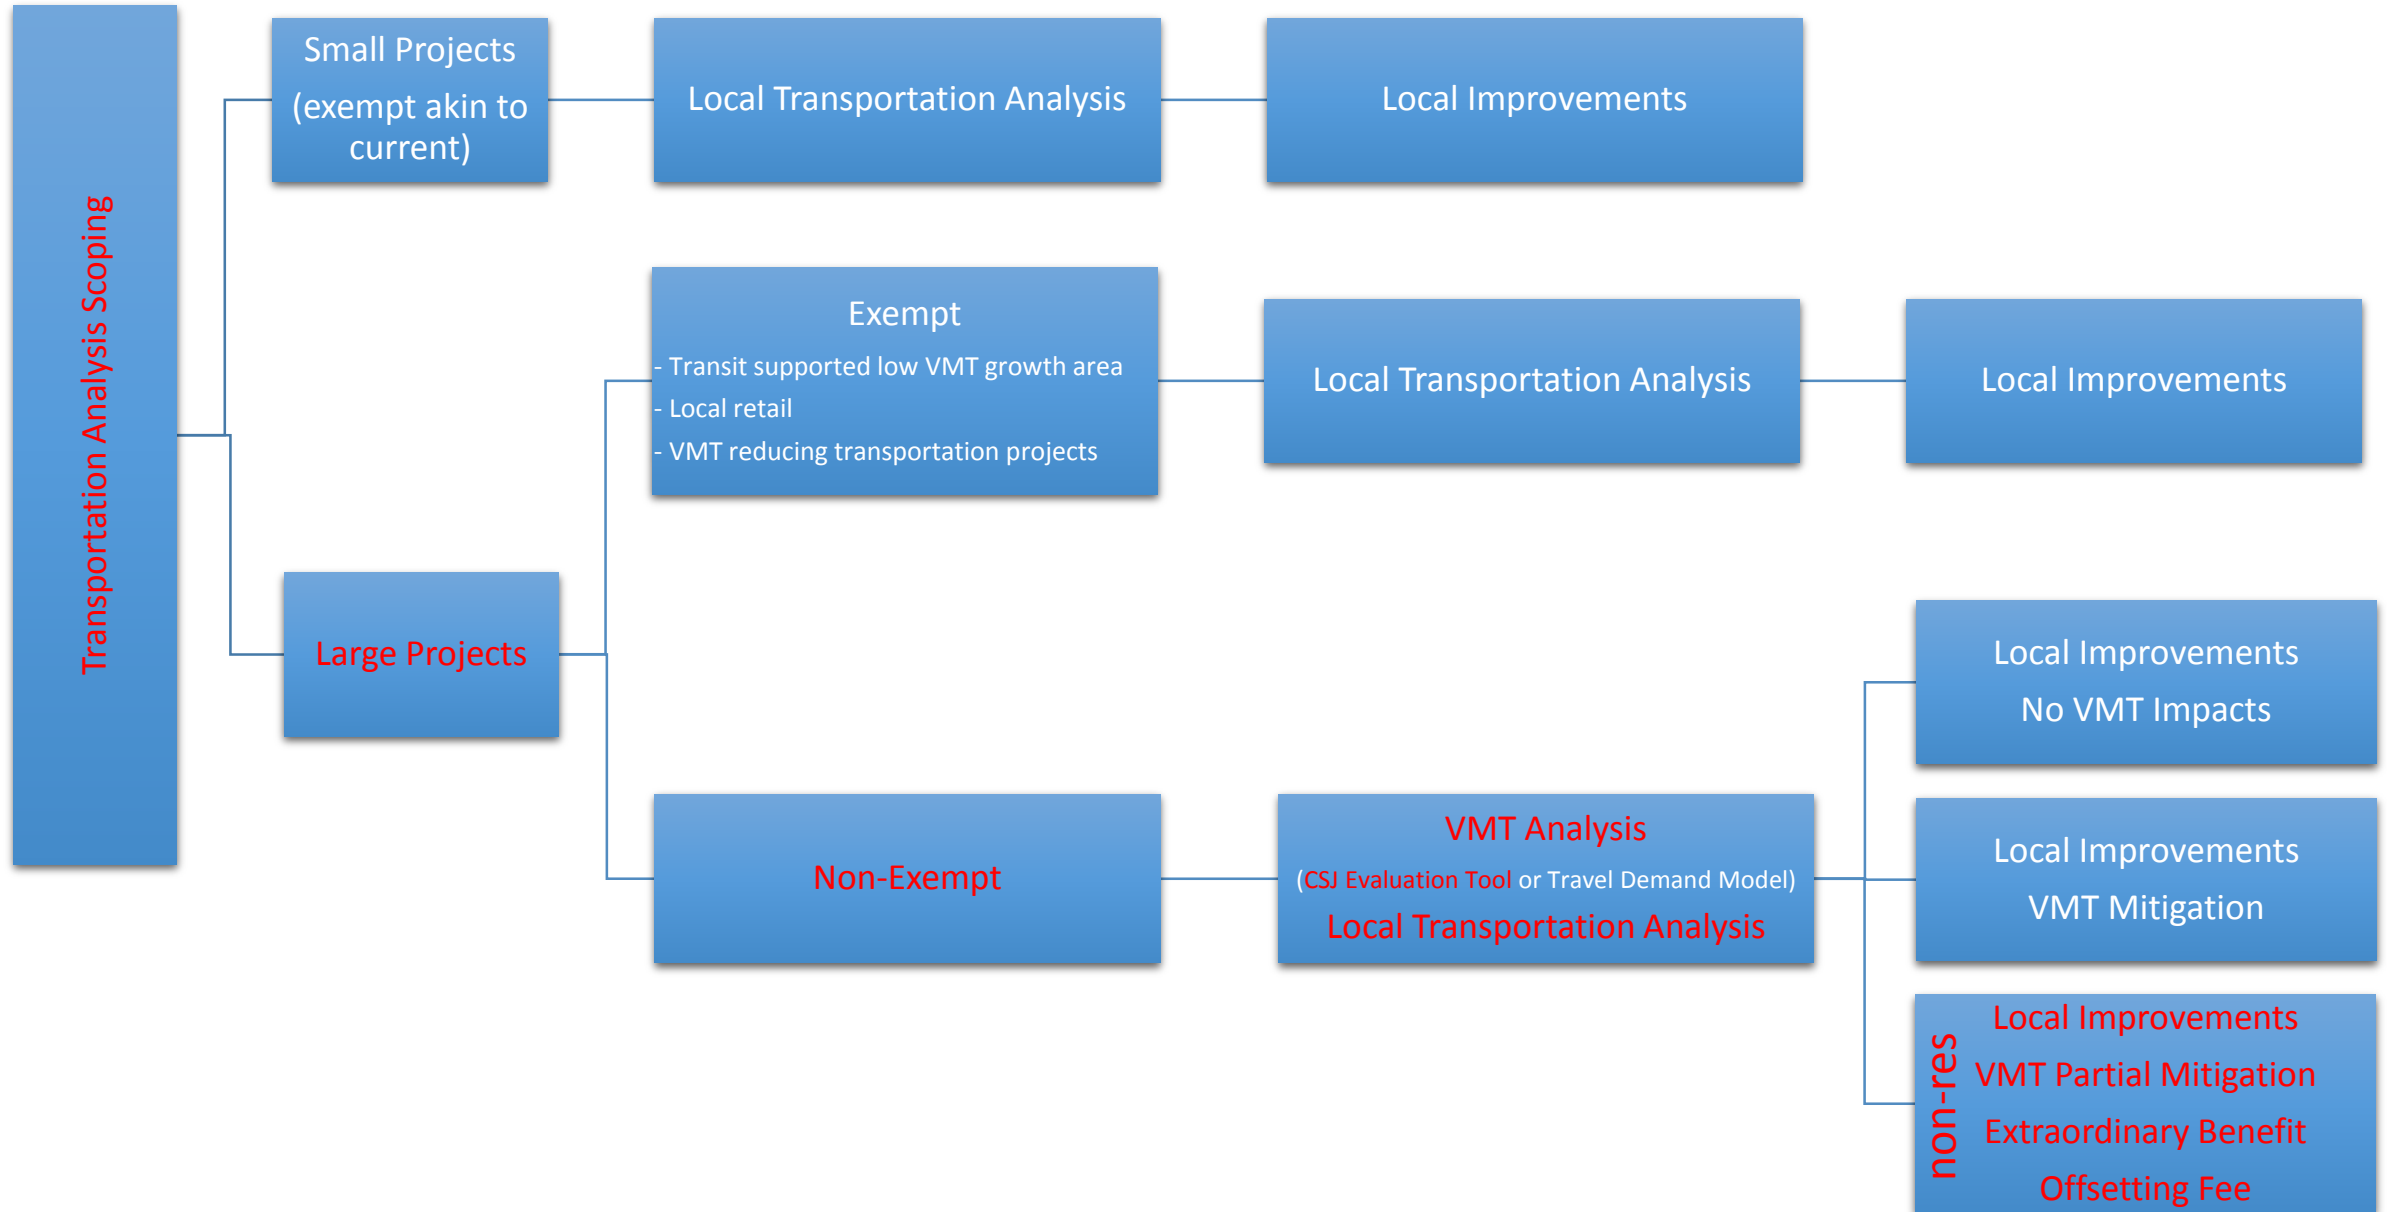 Transportation Analysis Scoping
Small Projects
(exempt akin to
current)
Local Transportation Analysis
Local Improvements
Exempt
- Transit supported low VMT growth area
- Local retail
- VMT reducing transportation projects
Local Transportation Analysis
Local Improvements
Large Projects
Non-Exempt
VMT Analysis
(CSJ Evaluation Tool or Travel Demand Model)
Local Transportation Analysis
Local Improvements
No VMT Impacts
Local Improvements
VMT Mitigation
non-res
Local Improvements
VMT Partial Mitigation
Extraordinary Benefit
Offsetting Fee